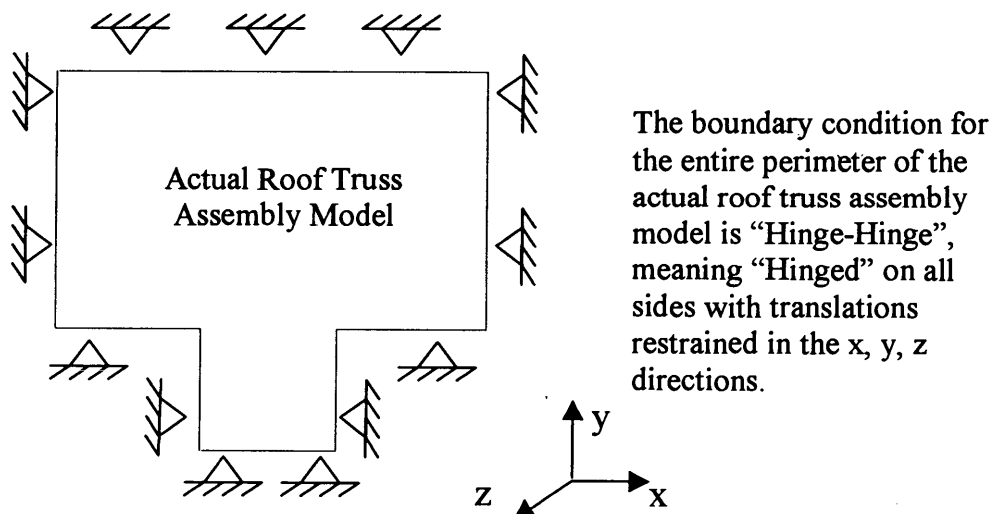 Actual Roof Truss
Assembly Model
The boundary condition for
the entire perimeter of the
actual roof truss assembly
model is “Hinge-Hinge”,
meaning “Hinged” on all
sides with translations
restrained in the x, y, z
directions.
y
z
x